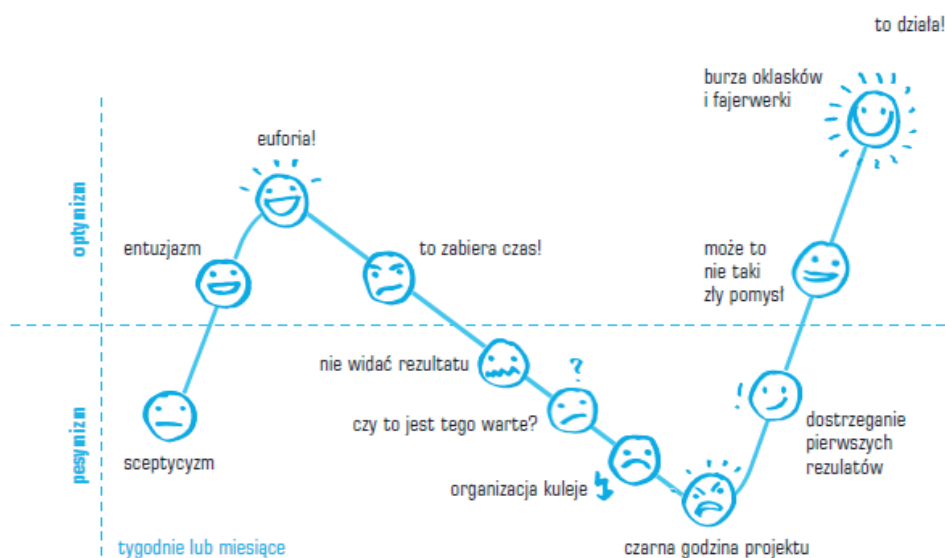 to działa!
burza oklasków
i fajerwerki
euforia!
optymizm
entuzjazm
to zabiera czas!
może to
nie taki
zły pomysł
nie widać rezultatu
?
czy to jest tego warte?
!
dostrzeganie
pierwszych
rezulatów
pesymizm
sceptycyzm
organizacja kuleje
tygodnie lub miesiące
czarna godzina projektu